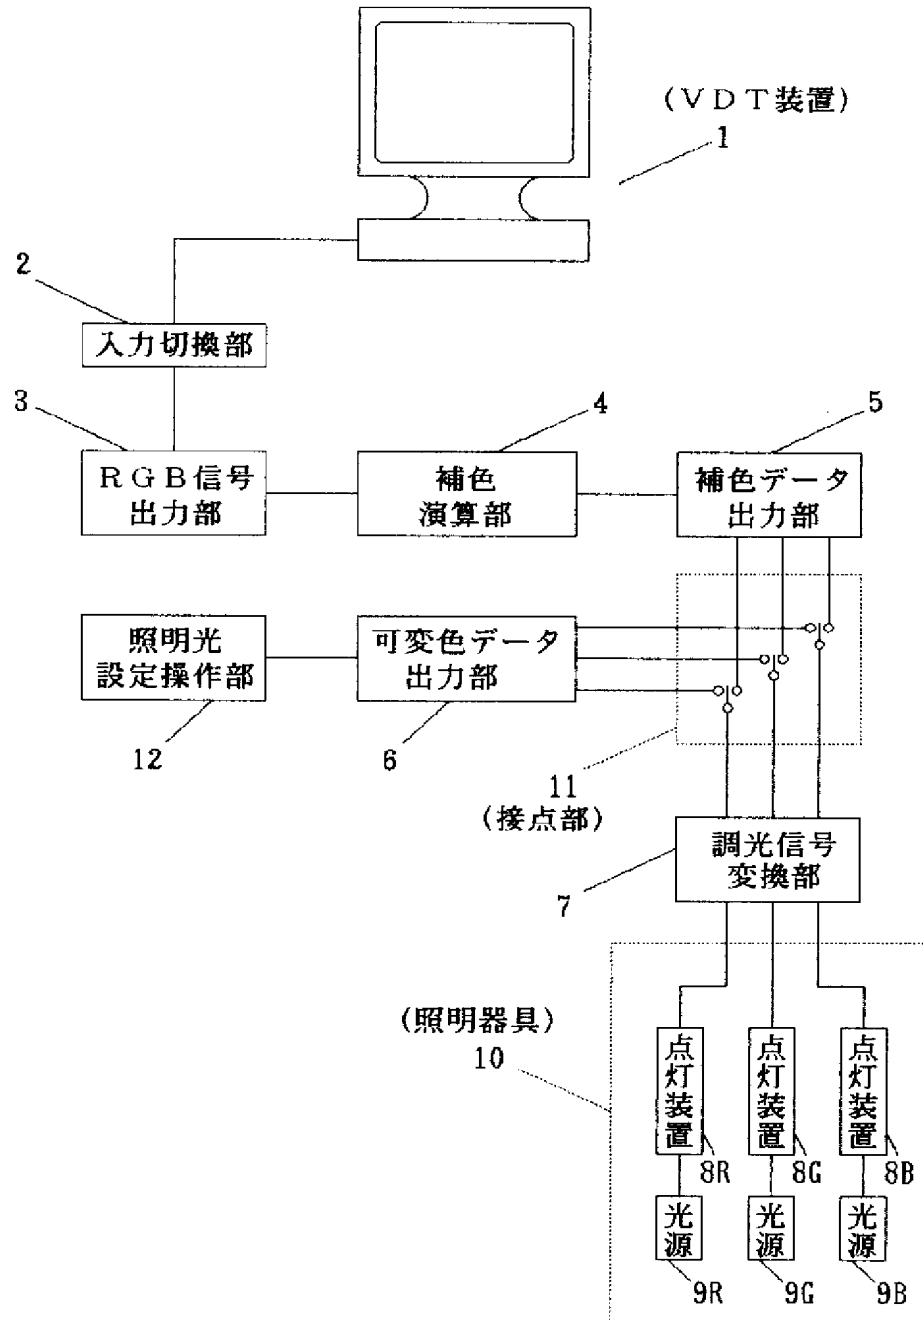 (VDT装置)
1
2
入力切換部
3
4
5
RGB信号
出力部
補色
演算部
補色データ
出力部
照明光
設定操作部
可変色データ
出力部
12
6
11
(接点部)
調光信号
変換部
7
(照明器具)
10
点灯装置
点灯装置
点灯装置
8R
8G
8B
光源
光源
光源
9R
9G
9B